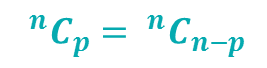 ⁿCₚ = ⁿCₙ₋ₚ